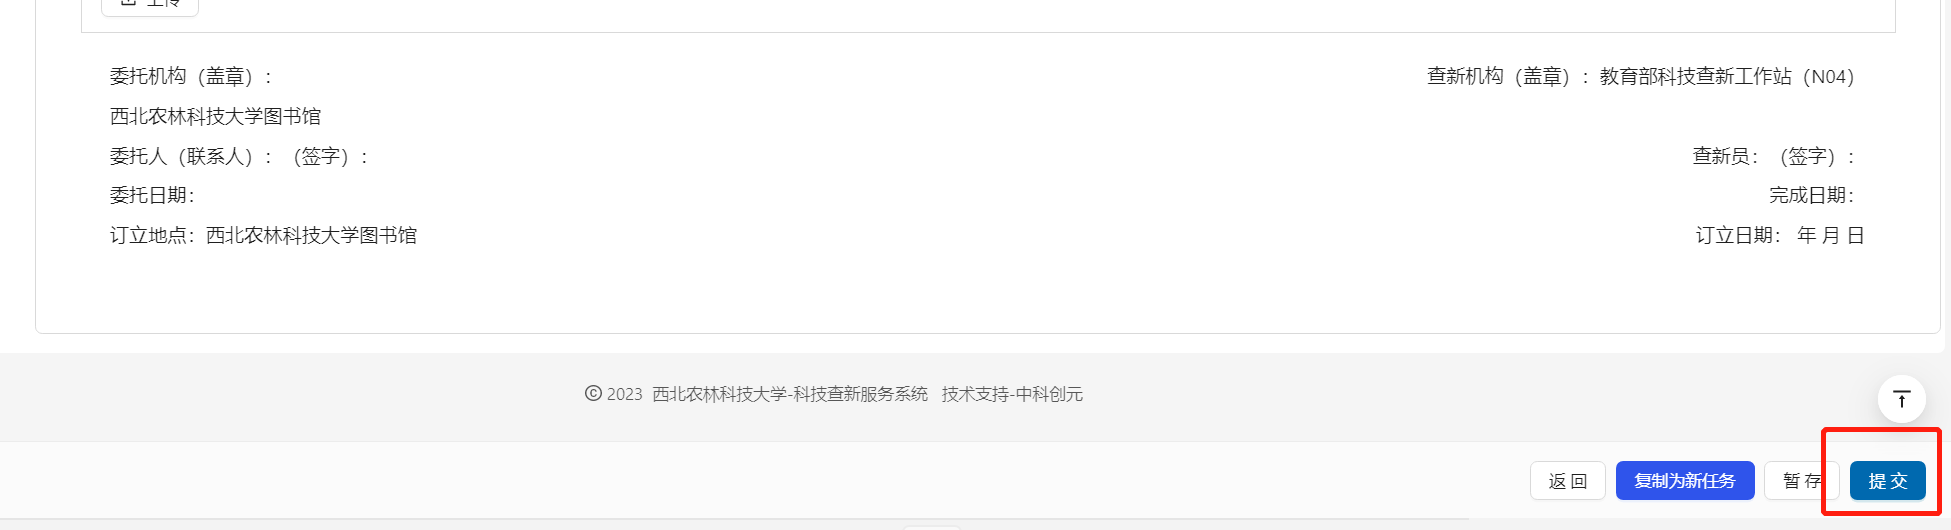 上传
委托机构（盖章）：
查新机构（盖章）：教育部科技查新工作站（N04）
西北农林科技大学图书馆
委托人（联系人）：（签字）：
查新员：（签字）：
委托日期：
完成日期：
订立地点：西北农林科技大学图书馆
订立日期： 年 月 日
© 2023 西北农林科技大学-科技查新服务系统 技术支持-中科创元
返 回
复制为新任务
暂 存
提 交